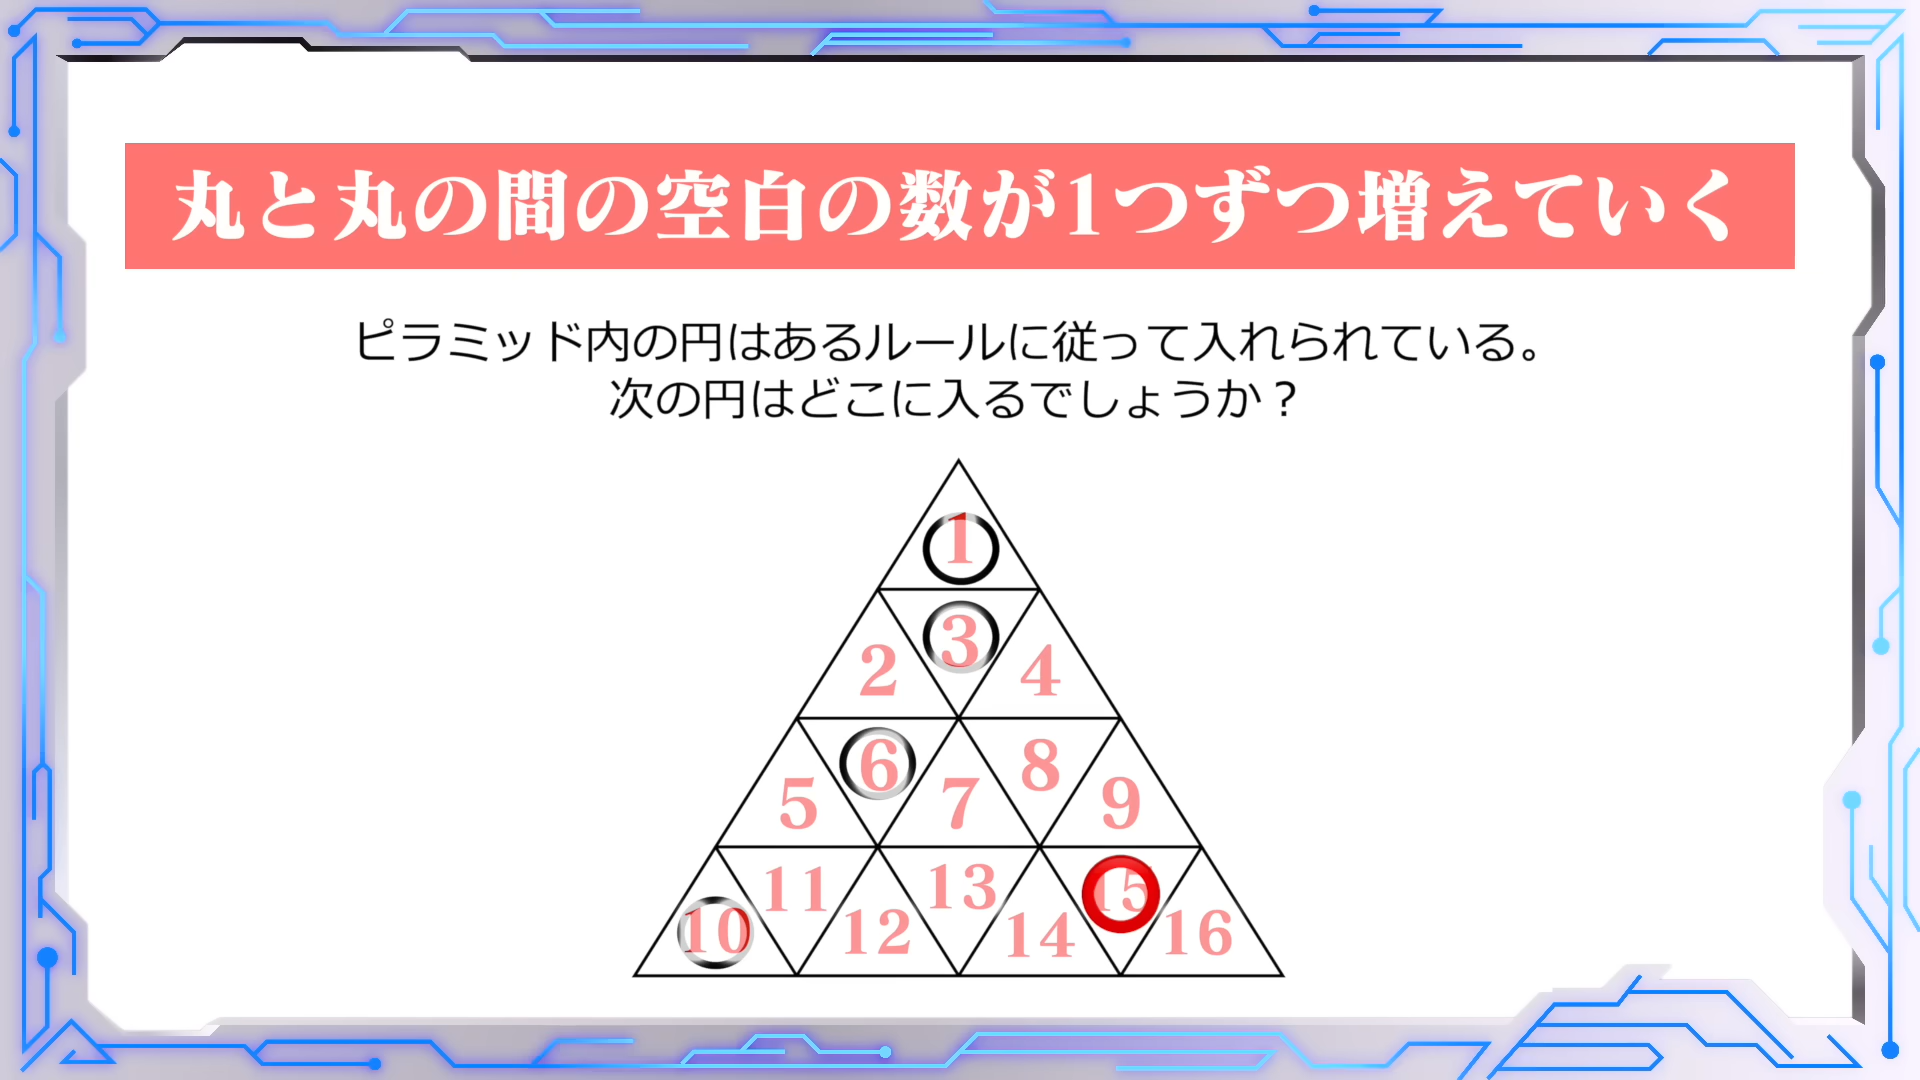 丸と丸の間の空白の数が1つずつ増えていく
ピラミッド内の円はあるルールに従って入れられている。
次の円はどこに入るでしょうか？
1
2 3 4
5 6 7 8 9
10 11 12 13 14 15 16